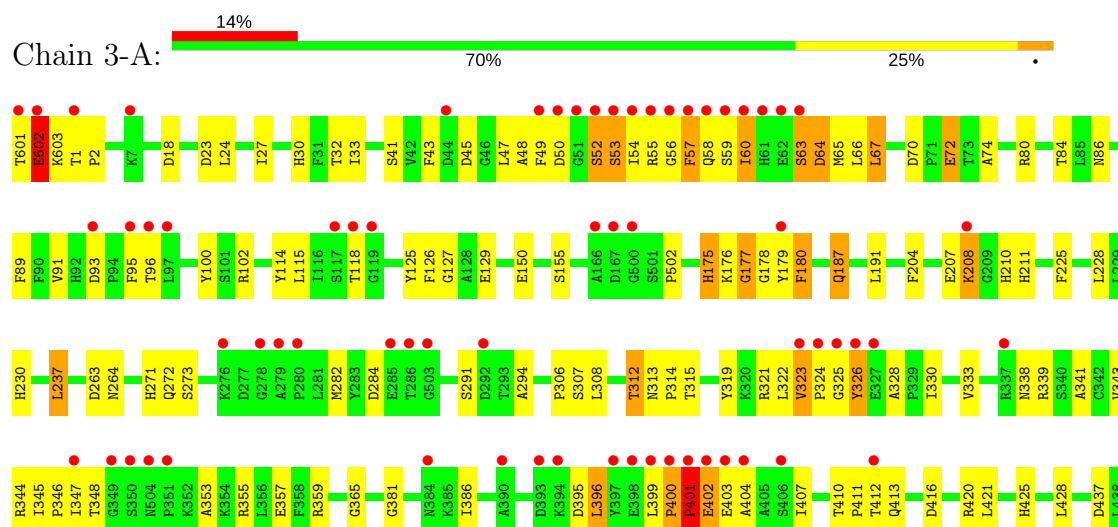 14%
Chain 3-A:
70% 25% •
T601 E602 K603 T1 P2 K7 D18 D23 L24 I27 H30 F31 T32 I33 S41 V42 F43 D44 D45 G46 L47 A48 F49 D50 G51 S52 S53 I54 R55 G56 F57 Q58 S59 I60 H61 E62 S63 D64 M65 L66 L67 D70 P71 E72 T73 A74 R80 T84 L85 N86
F89 F90 V91 H92 D93 P94 F95 T96 L97 Y100 S101 R102 Y114 L115 I116 S117 T118 G119 Y125 F126 G127 A128 E129 E150 S155 A166 D167 G500 S501 P502 H175 K176 G177 G178 Y179 F180 Q187 L191 F204 E207 K208 G209 H210 H211 F225 L228
H230 L237 D263 N264 H271 Q272 S273 K276 D277 G278 A279 P280 L281 M282 Y283 D284 E285 T286 G503 S291 D292 T293 A294 P306 S307 L308 T312 N313 P314 T315 Y319 K320 R321 L322 V323 P324 G325 Y326 E327 A328 P329 I330 V333 R337 N338 R339 S340 A341 C342 V343
R344 I345 P346 I347 T348 G349 S350 N504 P351 K352 A353 K354 R355 L356 E357 F358 R359 G365 G381 N384 K385 I386 A390 D393 K394 D395 L396 Y397 E398 L399 P400 P401 E402 E403 A404 A405 S406 I407 T410 P411 T412 Q413 D416 R420 L421 H425 L428 D437